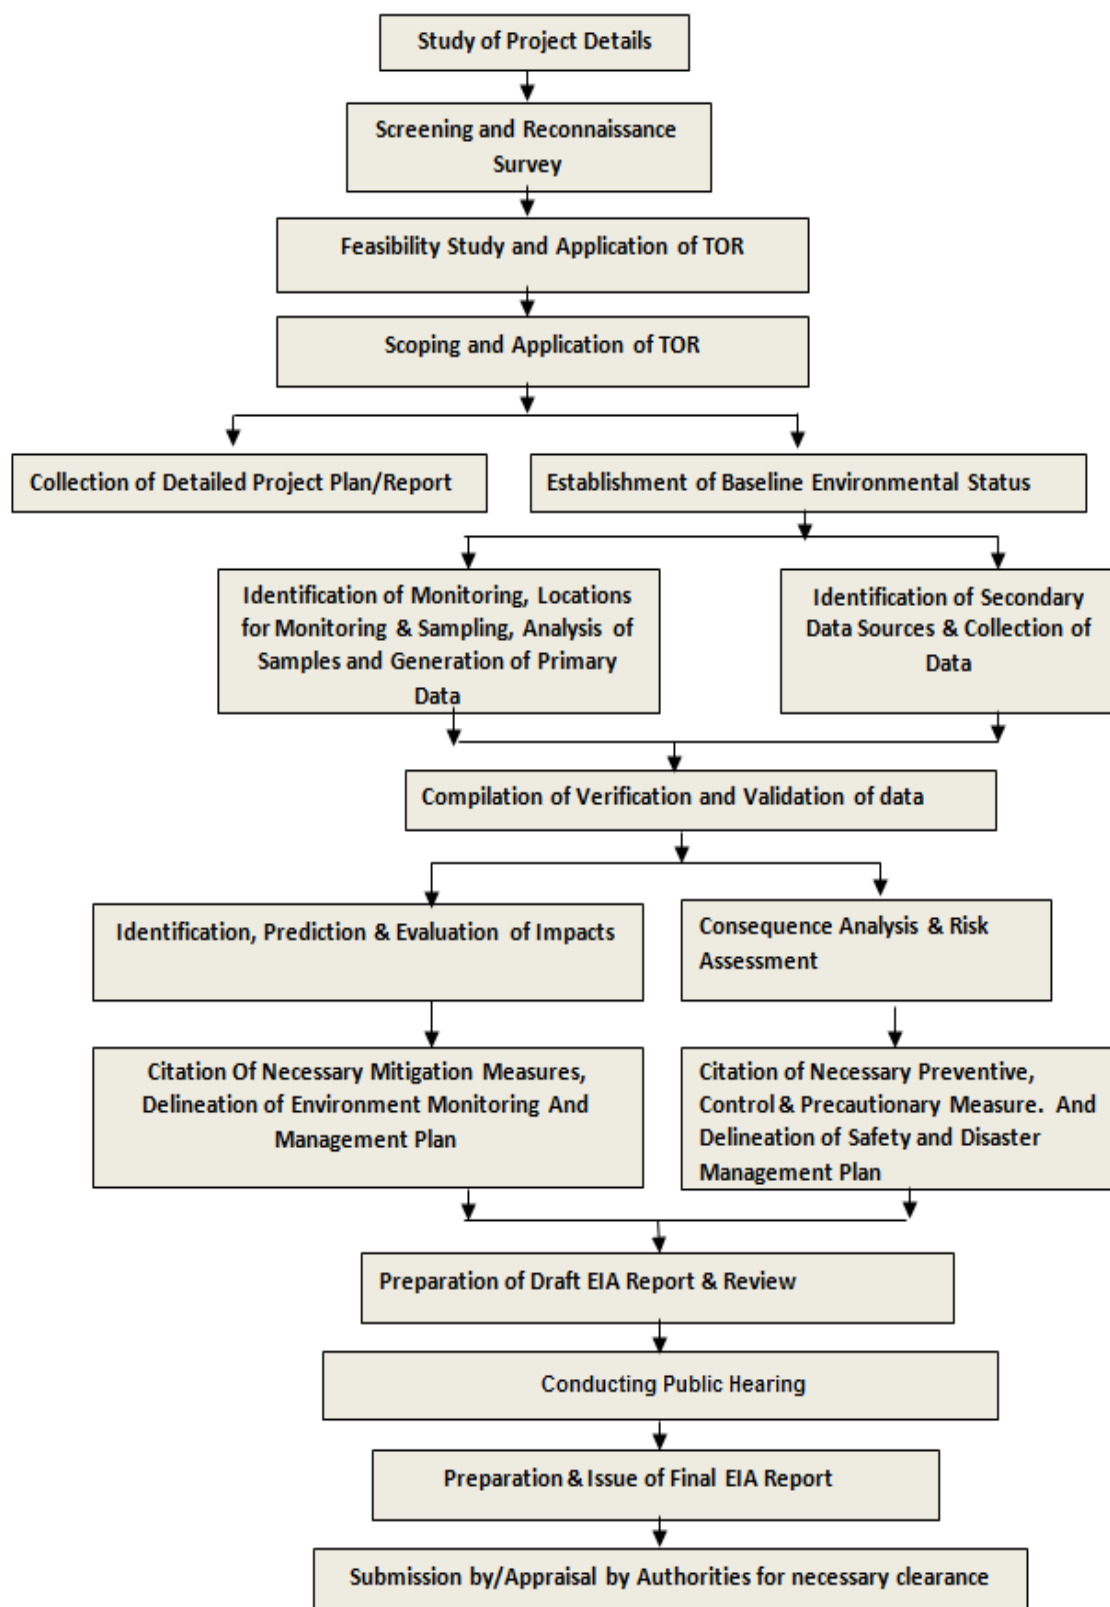 Study of Project Details
Screening and Reconnaissance
Survey
Feasibility Study and Application of TOR
Scoping and Application of TOR
Collection of Detailed Project Plan/Report
Establishment of Baseline Environmental Status
Identification of Monitoring, Locations
for Monitoring & Sampling, Analysis of
Samples and Generation of Primary
Data
Identification of Secondary
Data Sources & Collection of
Data
Compilation of Verification and Validation of data
Identification, Prediction & Evaluation of Impacts
Consequence Analysis & Risk
Assessment
Citation Of Necessary Mitigation Measures,
Delineation of Environment Monitoring And
Management Plan
Citation of Necessary Preventive,
Control & Precautionary Measure. And
Delineation of Safety and Disaster
Management Plan
Preparation of Draft EIA Report & Review
Conducting Public Hearing
Preparation & Issue of Final EIA Report
Submission by/Appraisal by Authorities for necessary clearance